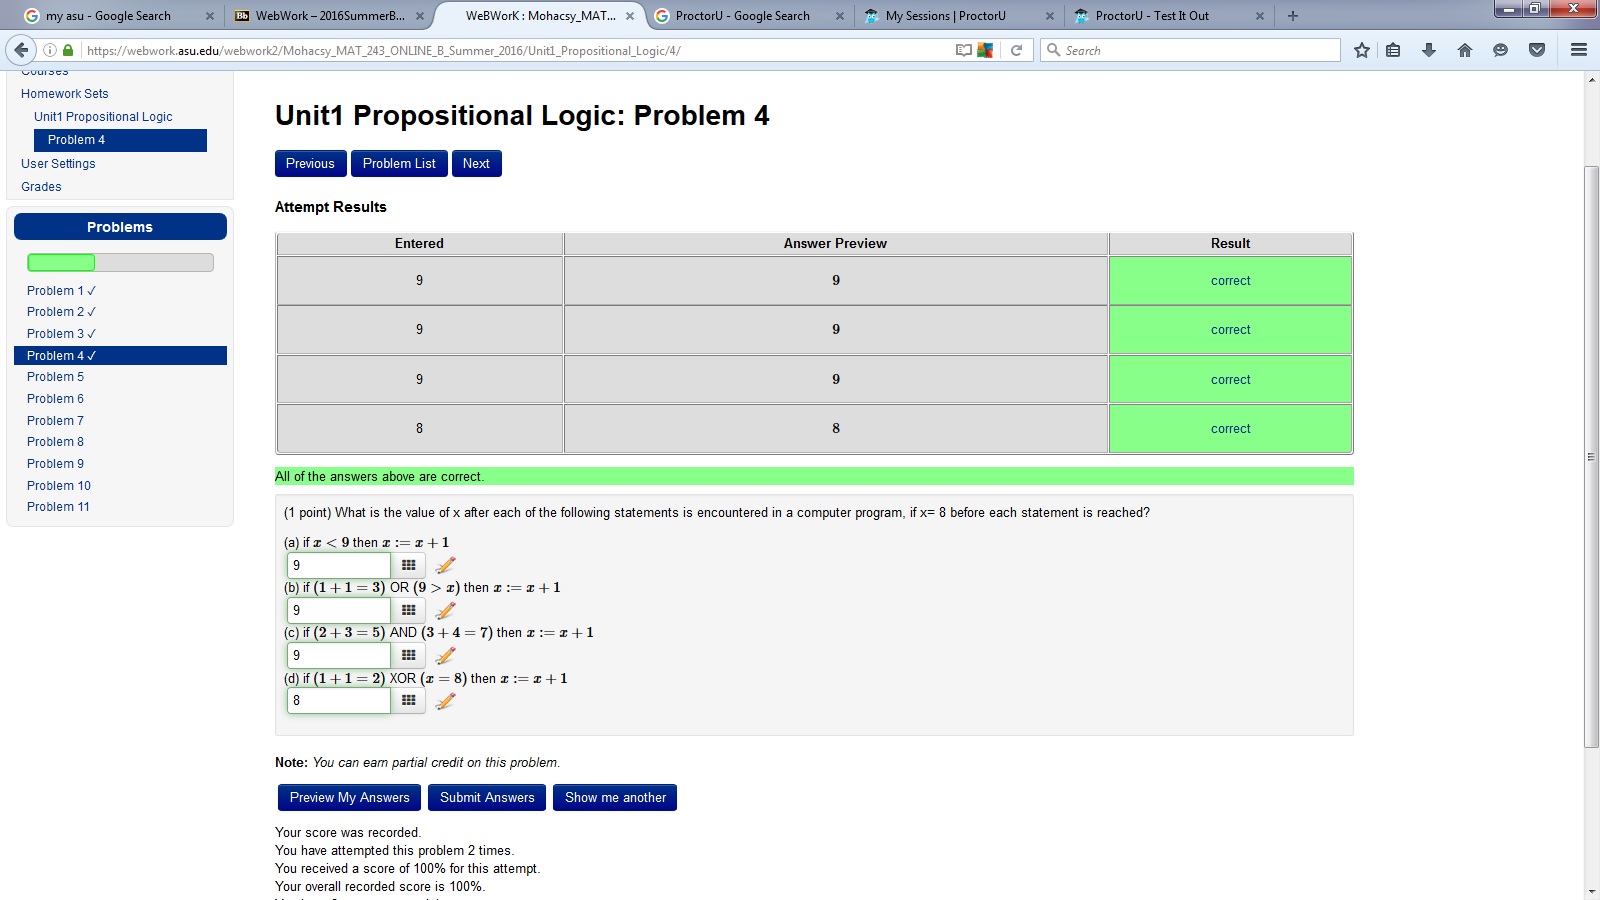 my asu - Google Search
WebWork – 2016SummerB...
WeBWorK : Mohacsy_MAT...
ProctorU - Google Search
My Sessions | ProctorU
ProctorU - Test It Out
https://webwork.asu.edu/webwork2/Mohacsy_MAT_243_ONLINE_B_Summer_2016/Unit1_Propositional_Logic/4/
Search
Courses
Homework Sets
Unit1 Propositional Logic
Problem 4
User Settings
Grades
Problems
Problem 1 ✓
Problem 2 ✓
Problem 3 ✓
Problem 4 ✓
Problem 5
Problem 6
Problem 7
Problem 8
Problem 9
Problem 10
Problem 11
Unit1 Propositional Logic: Problem 4
Previous Problem List Next
Attempt Results
Entered Answer Preview Result
9 9 correct
9 9 correct
9 9 correct
8 8 correct
All of the answers above are correct.
(1 point) What is the value of x after each of the following statements is encountered in a computer program, if x= 8 before each statement is reached?
(a) if x < 9 then x := x + 1
9
(b) if (1 + 1 = 3) OR (9 > x) then x := x + 1
9
(c) if (2 + 3 = 5) AND (3 + 4 = 7) then x := x + 1
9
(d) if (1 + 1 = 2) XOR (x = 8) then x := x + 1
8
Note: You can earn partial credit on this problem.
Preview My Answers Submit Answers Show me another
Your score was recorded.
You have attempted this problem 2 times.
You received a score of 100% for this attempt.
Your overall recorded score is 100%.